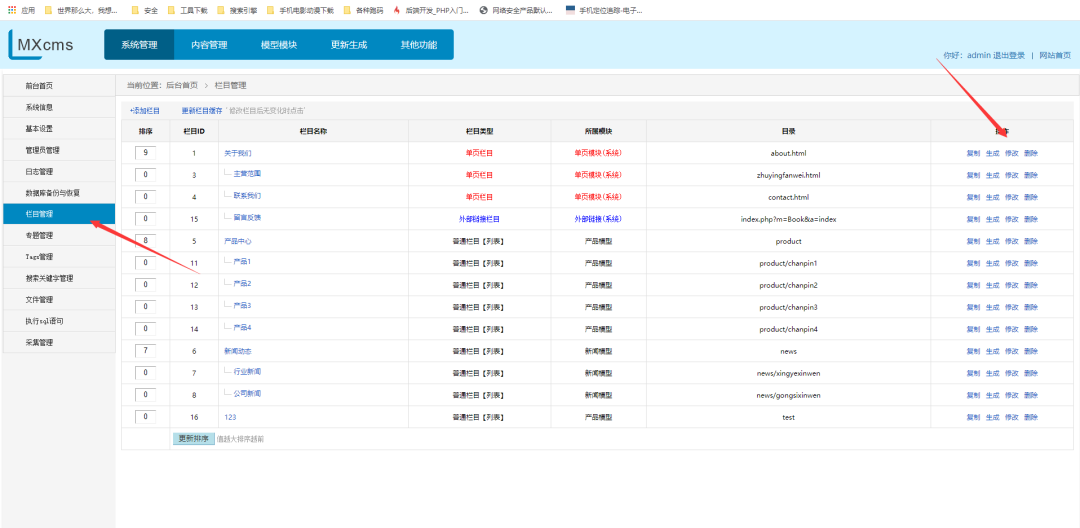 应用 世界那么大，我想... 安全 工具下载 搜索引擎 手机电影动漫下载 各种跑码 后端开发_PHP入门... 网络安全产品默认... 手机定位追踪-电子...
MXcms 系统管理 内容管理 模型模块 更新生成 其他功能
你好：admin 退出登录 | 网站首页
前台首页
系统信息
基本设置
管理员管理
日志管理
数据库备份与恢复
栏目管理
专题管理
Tags管理
搜索关键字管理
文件管理
执行sql语句
采集管理
当前位置：后台首页 > 栏目管理
+添加栏目 更新栏目缓存 '修改栏目后无变化时点击'
排序 栏目ID 栏目名称 栏目类型 所属模块 目录
9 1 关于我们 单页栏目 单页模块(系统) about.html 复制 生成 修改 删除
0 3 主营范围 单页栏目 单页模块(系统) zhuyingfanwei.html 复制 生成 修改 删除
0 4 联系我们 单页栏目 单页模块(系统) contact.html 复制 生成 修改 删除
0 15 留言反馈 外部链接栏目 外部链接(系统) index.php?m=Book&a=index 复制 生成 修改 删除
8 5 产品中心 普通栏目【列表】 产品模型 product 复制 生成 修改 删除
0 11 产品1 普通栏目【列表】 产品模型 product/chanpin1 复制 生成 修改 删除
0 12 产品2 普通栏目【列表】 产品模型 product/chanpin2 复制 生成 修改 删除
0 13 产品3 普通栏目【列表】 产品模型 product/chanpin3 复制 生成 修改 删除
0 14 产品4 普通栏目【列表】 产品模型 product/chanpin4 复制 生成 修改 删除
7 6 新闻动态 普通栏目【列表】 新闻模型 news 复制 生成 修改 删除
0 7 行业新闻 普通栏目【列表】 新闻模型 news/xingyexinwen 复制 生成 修改 删除
0 8 公司新闻 普通栏目【列表】 新闻模型 news/gongsixinwen 复制 生成 修改 删除
0 16 123 普通栏目【列表】 产品模型 test 复制 生成 修改 删除
更新排序 值越大排序越前